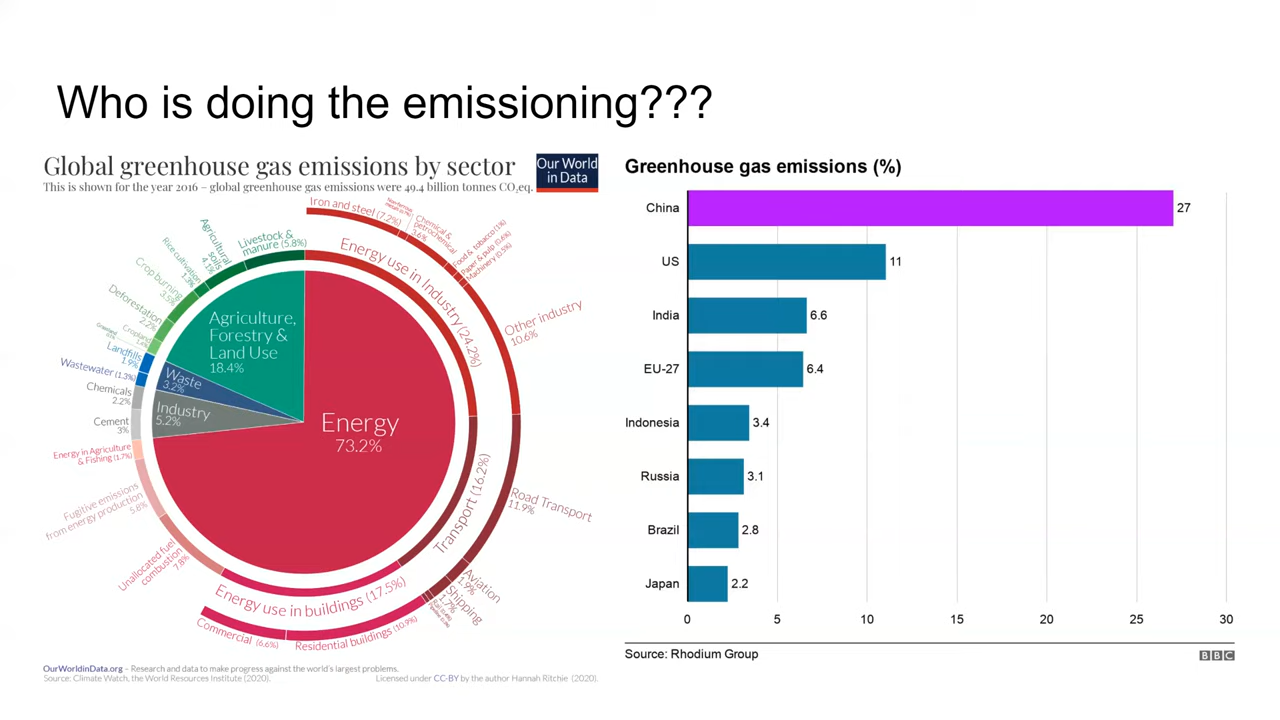 Who is doing the emissioning???
Global greenhouse gas emissions by sector
Our World
in Data
This is shown for the year 2016 – global greenhouse gas emissions were 49.4 billion tonnes CO₂eq.
Iron and steel (7.2%)
Chemical &
petrochemical
3.6%
Food & tobacco (1%)
Paper & pulp (0.6%)
Machinery (0.5%)
Other industry
10.6%
Energy use in Industry (24.2%)
Transport (16.2%)
Road Transport
11.9%
Aviation
1.9%
Shipping
1.7%
Energy use in buildings (17.5%)
Residential buildings (10.9%)
Commercial (6.6%)
Unallocated fuel
combustion
7.8%
Fugitive emissions
from energy production
5.8%
Energy in Agriculture
& Fishing (1.7%)
Cement
3%
Chemicals
2.2%
Wastewater (1.3%)
Landfills
1.9%
Cropland
1.4%
Deforestation
2.2%
Crop burning
3.5%
Rice cultivation
1.3%
Agricultural
soils
4.1%
Livestock &
manure (5.8%)
Agriculture,
Forestry &
Land Use
18.4%
Waste
3.2%
Industry
5.2%
Energy
73.2%
OurWorldinData.org – Research and data to make progress against the world's largest problems.
Source: Climate Watch, the World Resources Institute (2020).
Licensed under CC-BY by the author Hannah Ritchie (2020).
Greenhouse gas emissions (%)
China 27
US 11
India 6.6
EU-27 6.4
Indonesia 3.4
Russia 3.1
Brazil 2.8
Japan 2.2
0 5 10 15 20 25 30
Source: Rhodium Group
BBC